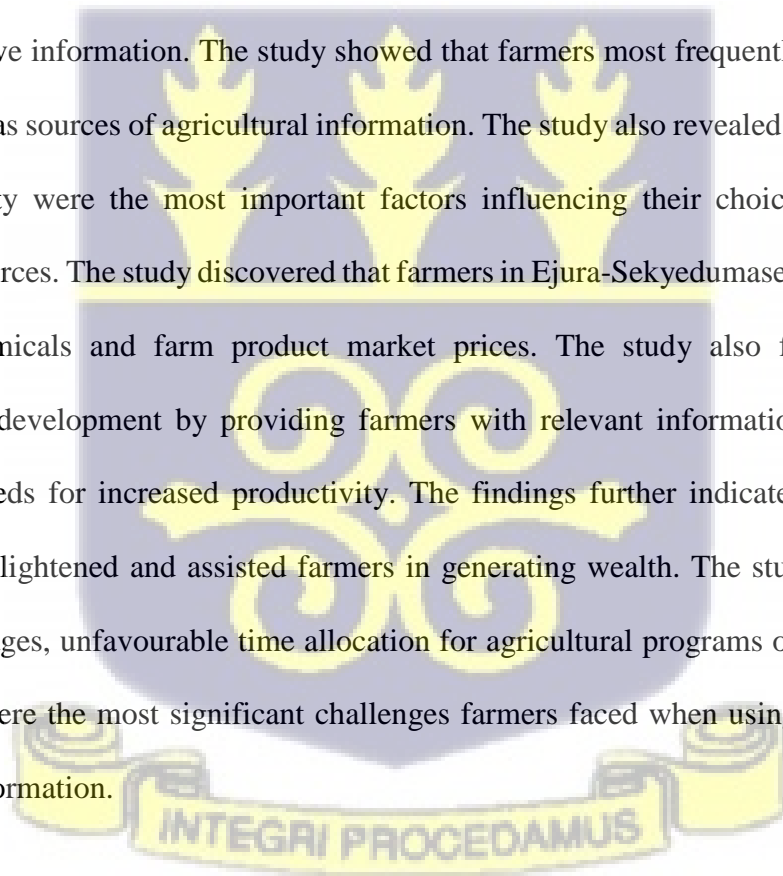 ve information. The study showed that farmers most frequentl
as sources of agricultural information. The study also revealed
ty were the most important factors influencing their choic
rces. The study discovered that farmers in Ejura-Sekyedumase
micals and farm product market prices. The study also f
development by providing farmers with relevant informatio
eds for increased productivity. The findings further indicate
lightened and assisted farmers in generating wealth. The stu
ges, unfavourable time allocation for agricultural programs o
ere the most significant challenges farmers faced when usin
ormation.
INTEGRI PROCEDAMUS